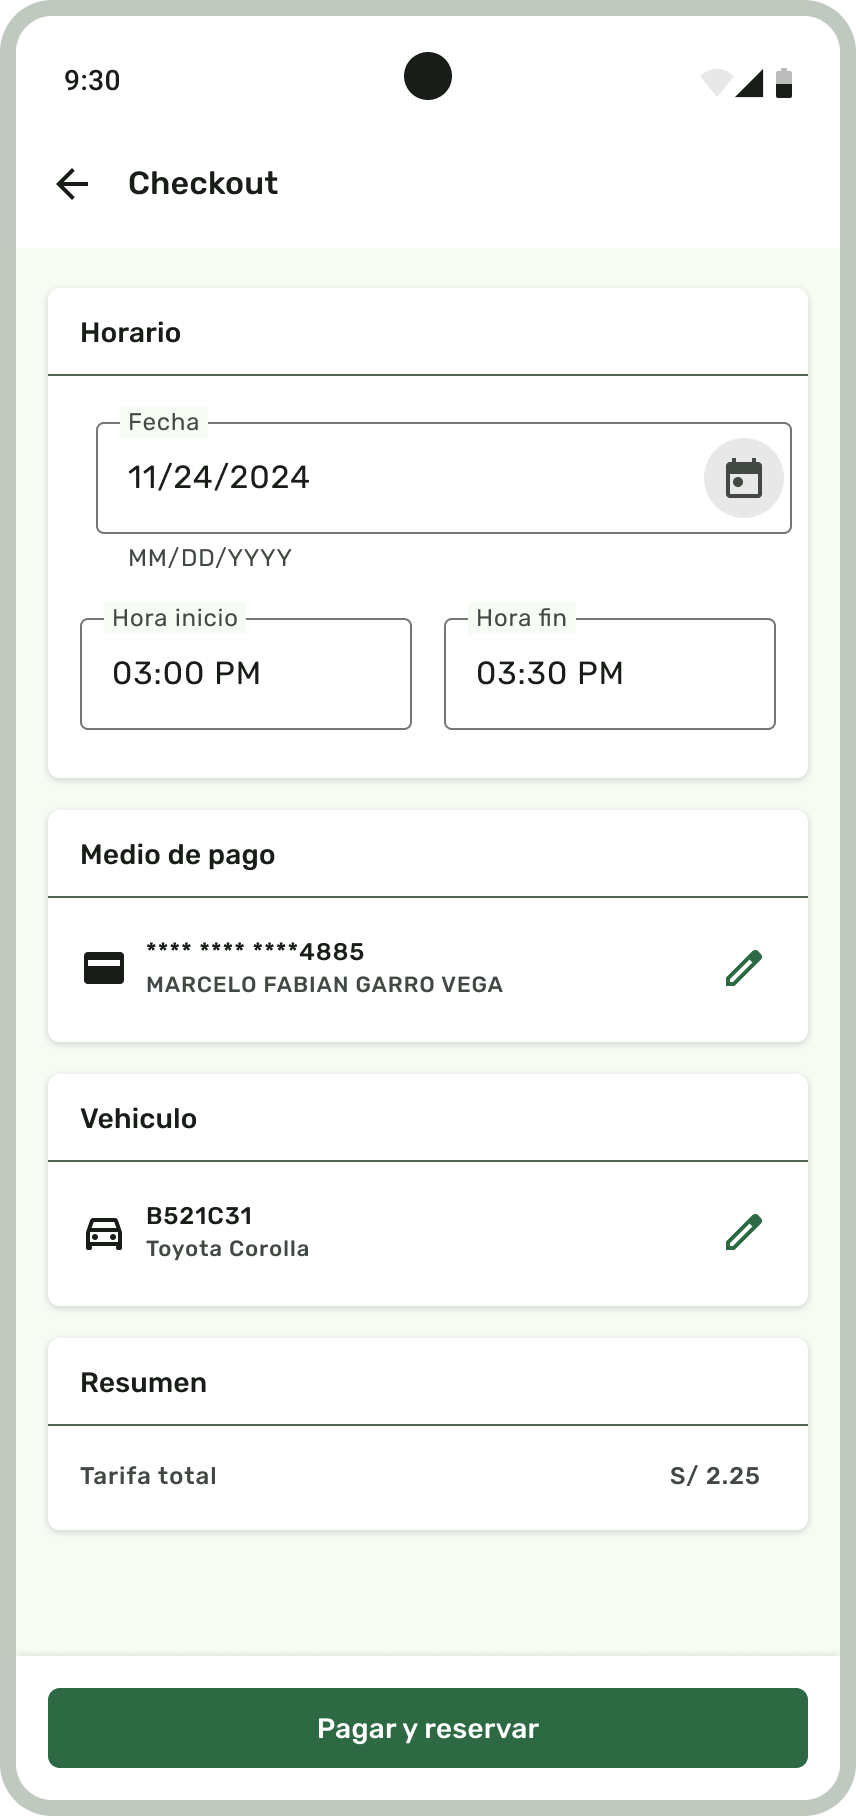 9:30
Checkout
Horario
Fecha
11/24/2024
MM/DD/YYYY
Hora inicio
Hora fin
03:00 PM
03:30 PM
Medio de pago
**** **** ****4885
MARCELO FABIAN GARRO VEGA
Vehiculo
B521C31
Toyota Corolla
Resumen
Tarifa total
S/ 2.25
Pagar y reservar